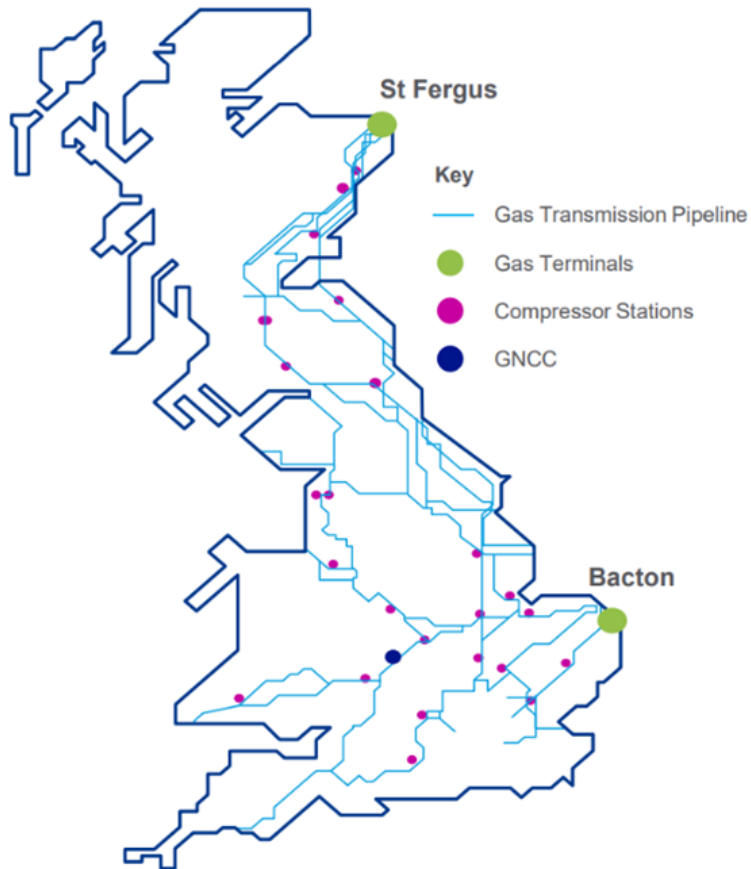 St Fergus
Key
Gas Transmission Pipeline
Gas Terminals
Compressor Stations
GNCC
Bacton